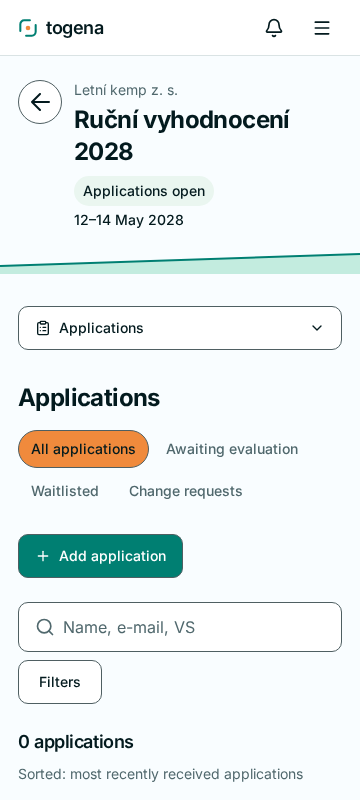 togena
Letní kemp z. s.
Ruční vyhodnocení
2028
Applications open
12–14 May 2028
Applications
Applications
All applications
Awaiting evaluation
Waitlisted
Change requests
Add application
Name, e-mail, VS
Filters
0 applications
Sorted: most recently received applications